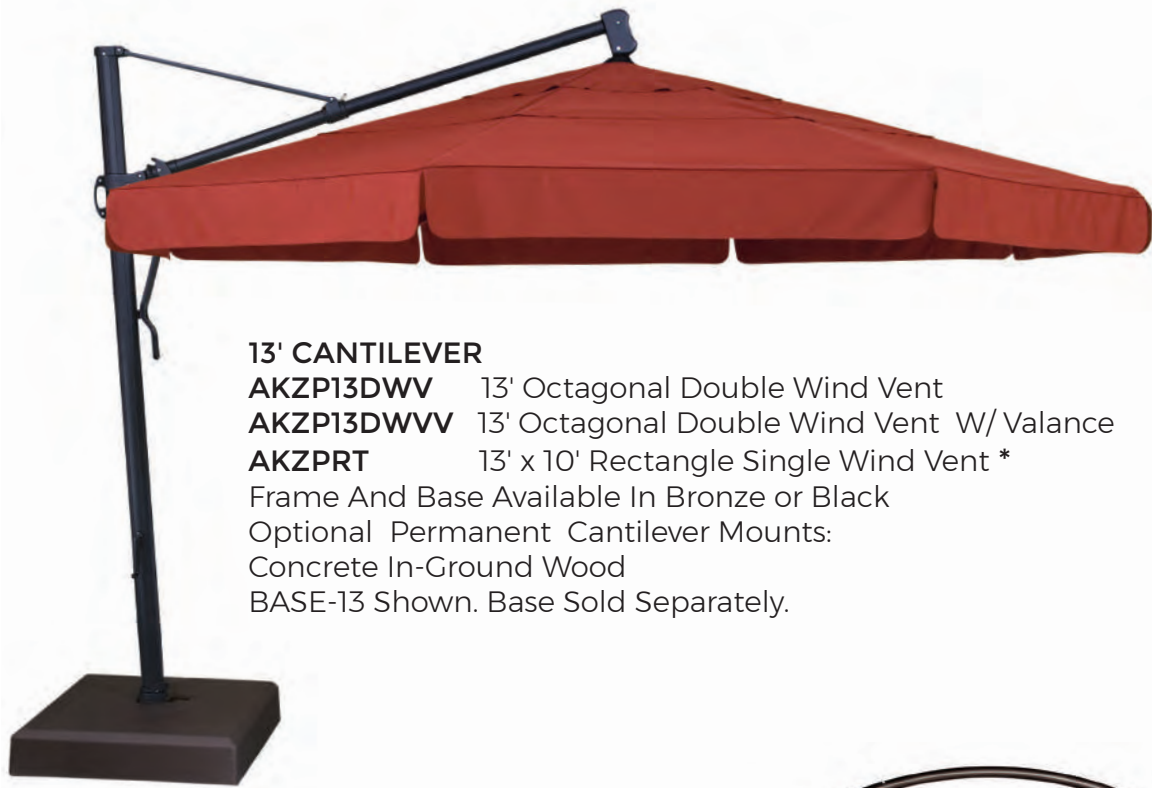 13' CANTILEVER
AKZP13DWV 13' Octagonal Double Wind Vent
AKZP13DWVV 13' Octagonal Double Wind Vent W/ Valance
AKZPRT 13' x 10' Rectangle Single Wind Vent *
Frame And Base Available In Bronze or Black
Optional Permanent Cantilever Mounts:
Concrete In-Ground Wood
BASE-13 Shown. Base Sold Separately.